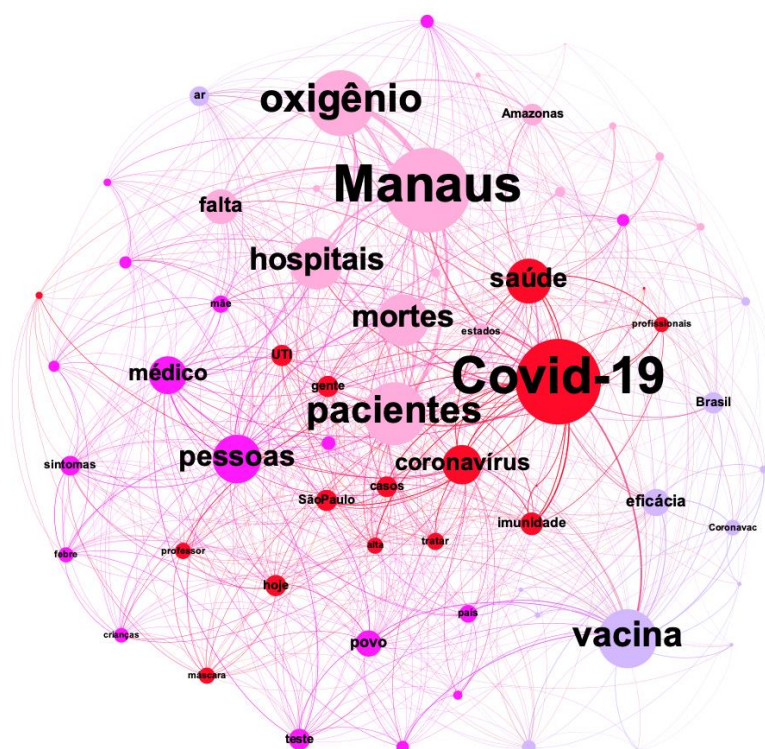 ar
oxigênio
Amazonas
Manaus
falta
hospitais
saúde
mãe
mortes
estados
profissionais
UTI
médico
gente
Covid-19
Brasil
pacientes
pessoas
coronavírus
sintomas
casos
SãoPaulo
eficácia
imunidade
Coronavac
professor
alta
tratar
febre
hoje
país
crianças
povo
vacina
máscara
teste